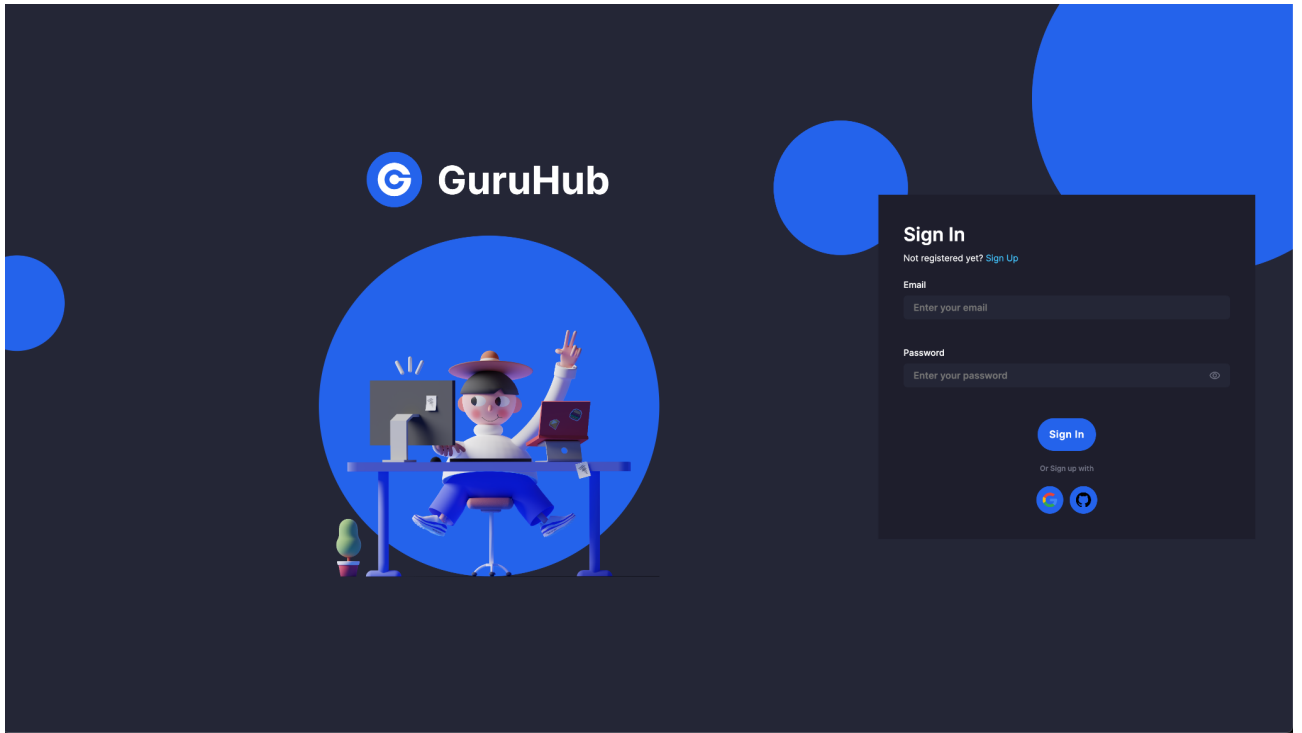 GuruHub
Sign In
Not registered yet? Sign Up
Email
Enter your email
Password
Enter your password
Sign In
Or Sign up with